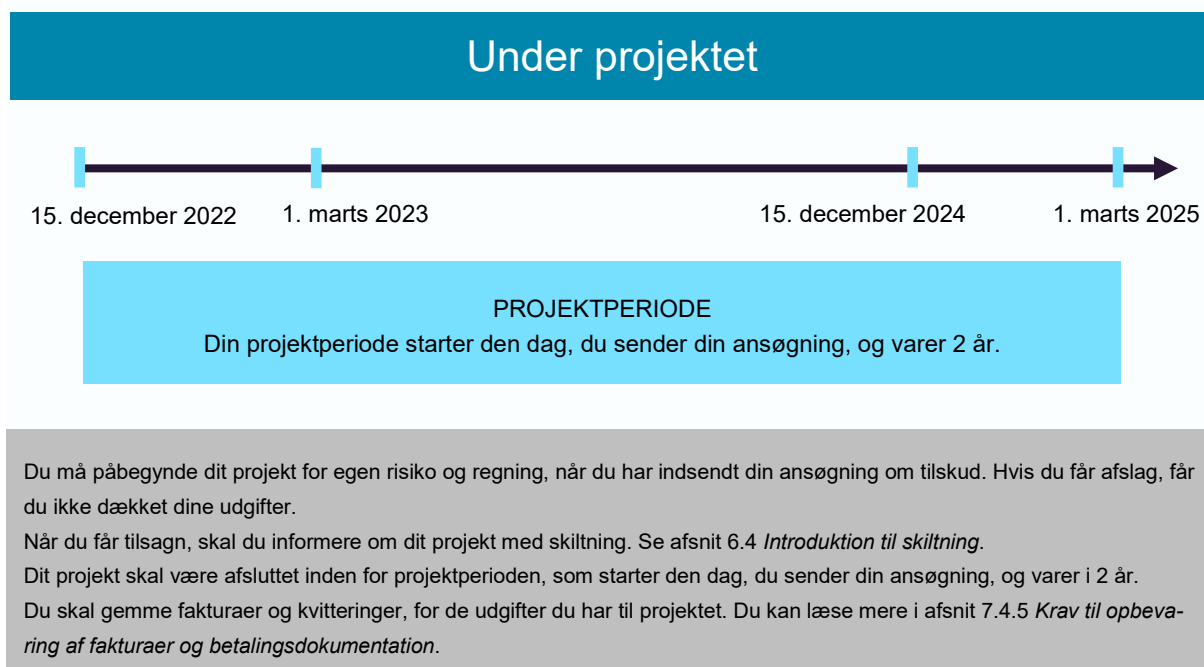 Under projektet
15. december 2022
1. marts 2023
15. december 2024
1. marts 2025
PROJEKTPERIODE
Din projektperiode starter den dag, du sender din ansøgning, og varer 2 år.
Du må påbegynde dit projekt for egen risiko og regning, når du har indsendt din ansøgning om tilskud. Hvis du får afslag, får
du ikke dækket dine udgifter.
Når du får tilsagn, skal du informere om dit projekt med skiltning. Se afsnit 6.4 Introduktion til skiltning.
Dit projekt skal være afsluttet inden for projektperioden, som starter den dag, du sender din ansøgning, og varer i 2 år.
Du skal gemme fakturaer og kvitteringer, for de udgifter du har til projektet. Du kan læse mere i afsnit 7.4.5 Krav til opbeva-
ring af fakturaer og betalingsdokumentation.